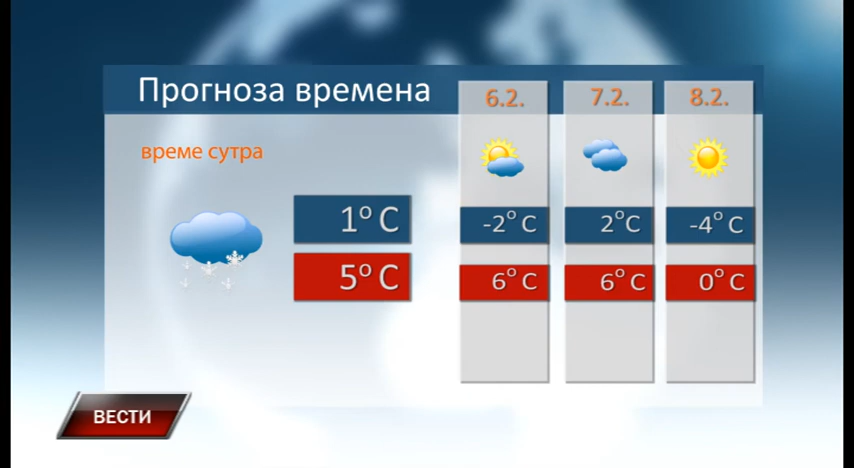 Прогноза времена
време сутра
1° C
5° C
6.2. 7.2. 8.2.
-2° C 2°C -4° C
6° C 6° C 0° C
ВЕСТИ